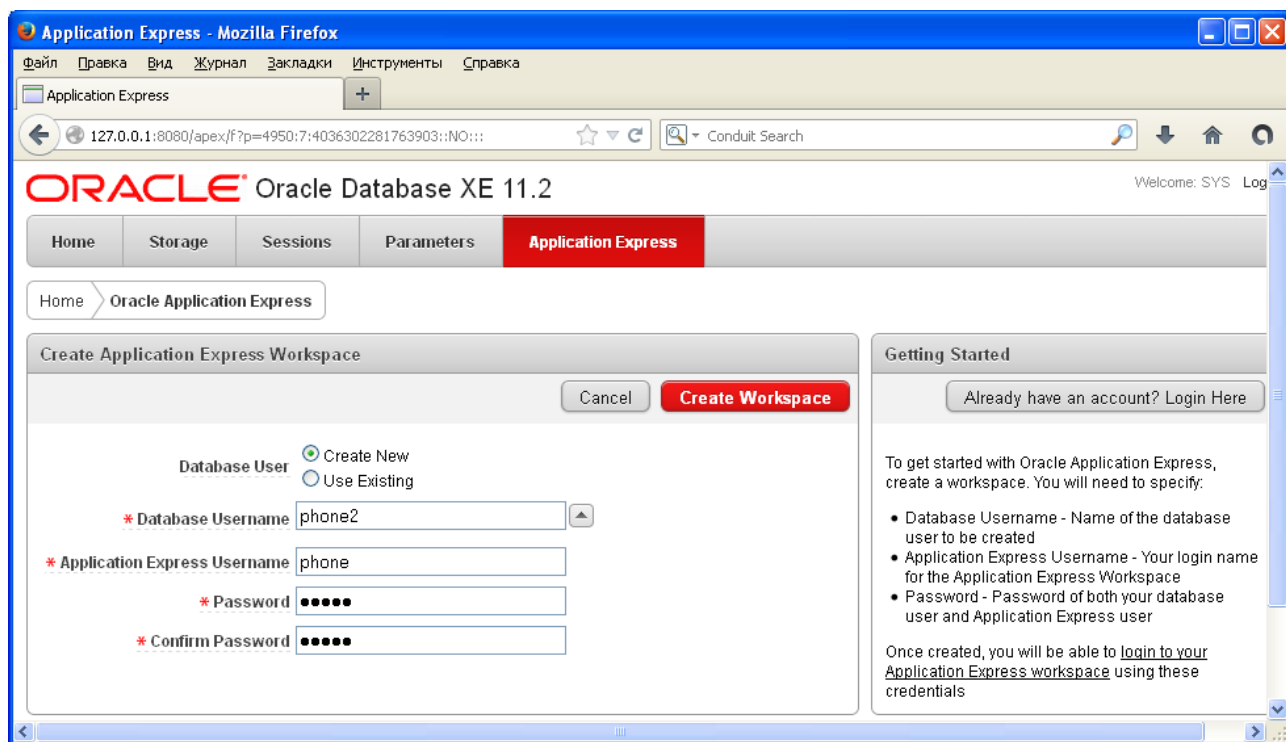 Application Express - Mozilla Firefox
Файл Правка Вид Журнал Закладки Инструменты Справка
Application Express
127.0.0.1:8080/apex/f?p=4950:7:4036302281763903::NO::: Conduit Search
ORACLE Oracle Database XE 11.2 Welcome: SYS Log
Home Storage Sessions Parameters Application Express
Home Oracle Application Express
Create Application Express Workspace
Cancel Create Workspace
Database User Create New
Use Existing
* Database Username phone2
* Application Express Username phone
* Password •••••
* Confirm Password •••••
Getting Started
Already have an account? Login Here
To get started with Oracle Application Express,
create a workspace. You will need to specify:
• Database Username - Name of the database
user to be created
• Application Express Username - Your login name
for the Application Express Workspace
• Password - Password of both your database
user and Application Express user
Once created, you will be able to login to your
Application Express workspace using these
credentials